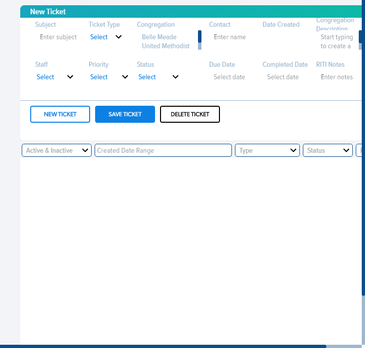 New Ticket
Subject Ticket Type Congregation Contact Date Created Congregation Description
Enter subject Select Belle Meade United Methodist Enter name Start typing to create a
Staff Priority Status Due Date Completed Date RITI Notes
Select Select Select Select date Select date Enter notes
NEW TICKET SAVE TICKET DELETE TICKET
Active & Inactive Created Date Range Type Status